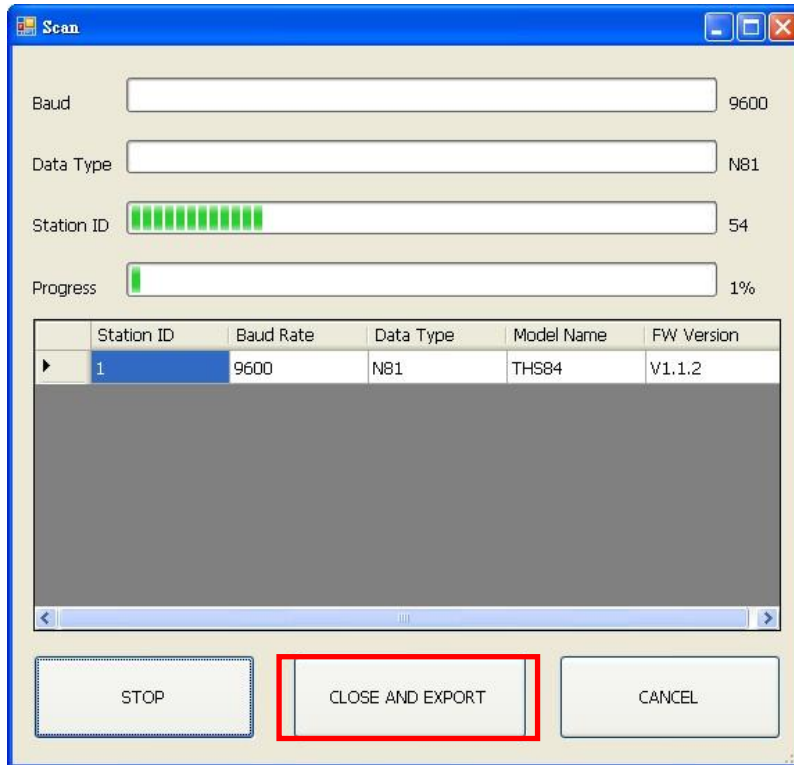 Scan
Baud 9600
Data Type N81
Station ID 54
Progress 1%
Station ID Baud Rate Data Type Model Name FW Version
1 9600 N81 THS84 V1.1.2
STOP CLOSE AND EXPORT CANCEL